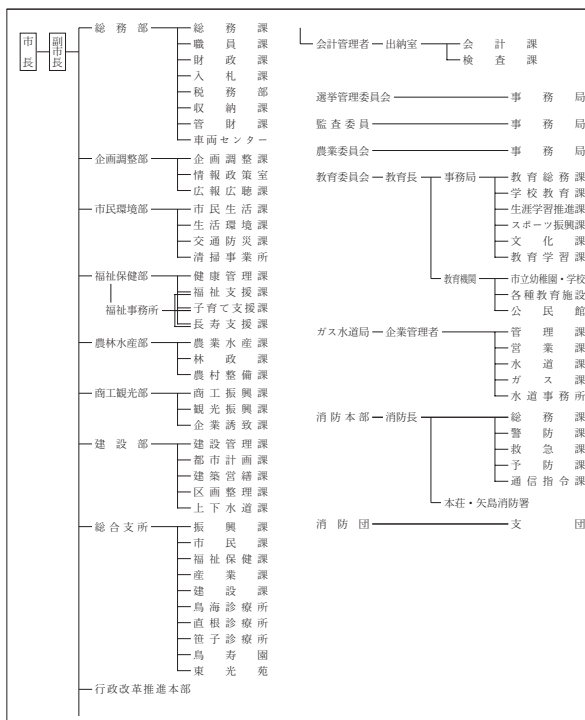 市長
副市長
総務部
総務課
職員課
財政課
入札課
税務部
収納課
管財課
車両センター
企画調整部
企画調整課
情報政策室
広報広聴課
市民環境部
市民生活課
生活環境課
交通防災課
清掃事業所
福祉保健部
健康管理課
福祉事務所
福祉支援課
子育て支援課
長寿支援課
農林水産部
農業水産課
林政課
農村整備課
商工観光部
商工振興課
観光振興課
企業誘致課
建設部
建設管理課
都市計画課
建築営繕課
区画整理課
上下水道課
総合支所
振興課
市民課
福祉保健課
産業課
建設課
鳥海診療所
直根診療所
笹子診療所
鳥寿園
東光苑
行政改革推進本部
会計管理者
出納室
会計課
検査課
選挙管理委員会
事務局
監査委員
事務局
農業委員会
事務局
教育委員会
教育長
事務局
教育総務課
学校教育課
生涯学習推進課
スポーツ振興課
文化課
教育学習課
教育機関
市立幼稚園・学校
各種教育施設
公民館
ガス水道局
企業管理者
管理課
営業課
水道課
ガス課
水道事務所
消防本部
消防長
総務課
警防課
救急課
予防課
通信指令課
本荘・矢島消防署
消防団
支団